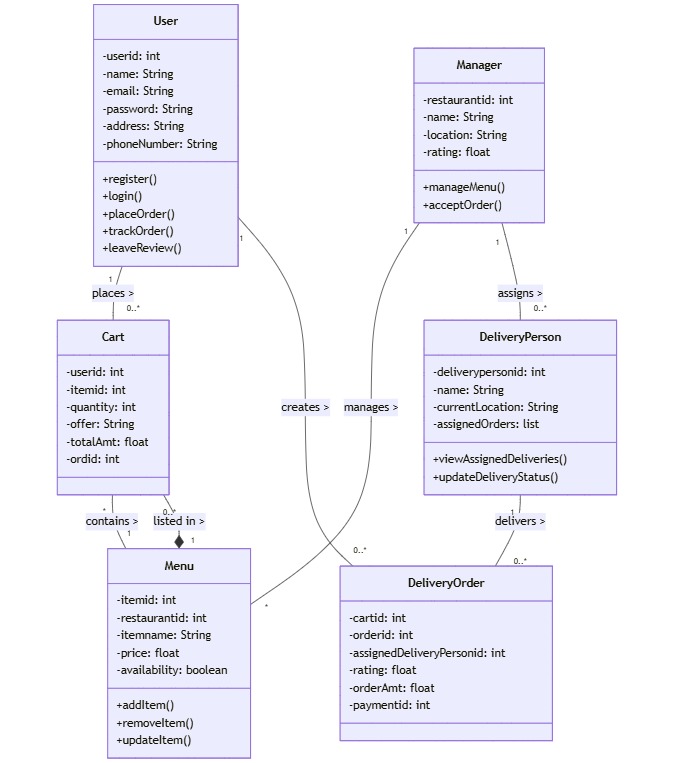 User
-userid: int
-name: String
-email: String
-password: String
-address: String
-phoneNumber: String
+register()
+login()
+placeOrder()
+trackOrder()
+leaveReview()
Manager
-restaurantid: int
-name: String
-location: String
-rating: float
+manageMenu()
+acceptOrder()
1
1
1
1
places >
0..*
assigns >
0..*
Cart
-userid: int
-itemid: int
-quantity: int
-offer: String
-totalAmt: float
-ordid: int
DeliveryPerson
-deliverypersonid: int
-name: String
-currentLocation: String
-assignedOrders: list
+viewAssignedDeliveries()
+updateDeliveryStatus()
creates >
manages >
*
contains >
1
0..*
listed in >
1
1
delivers >
0..*
0..*
*
Menu
-itemid: int
-restaurantid: int
-itemname: String
-price: float
-availability: boolean
+addItem()
+removeItem()
+updateItem()
DeliveryOrder
-cartid: int
-orderid: int
-assignedDeliveryPersonid: int
-rating: float
-orderAmt: float
-paymentid: int